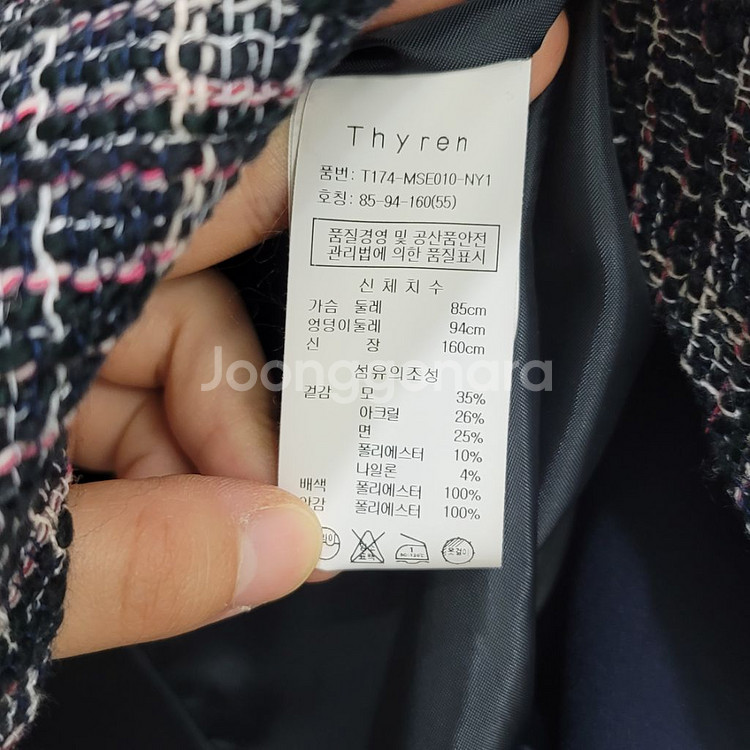 Thyren
품번: T174-MSE010-NY1
호칭: 85-94-160(55)
품질경영 및 공산품안전
관리법에 의한 품질표시
신체치수
가슴 둘레 85cm
엉덩이둘레 94cm
신 장 160cm
섬유의조성
겉감 모 35%
아크릴 26%
면 25%
폴리에스터 10%
나일론 4%
배색 폴리에스터 100%
안감 폴리에스터 100%
옷걸이
Joonggonara